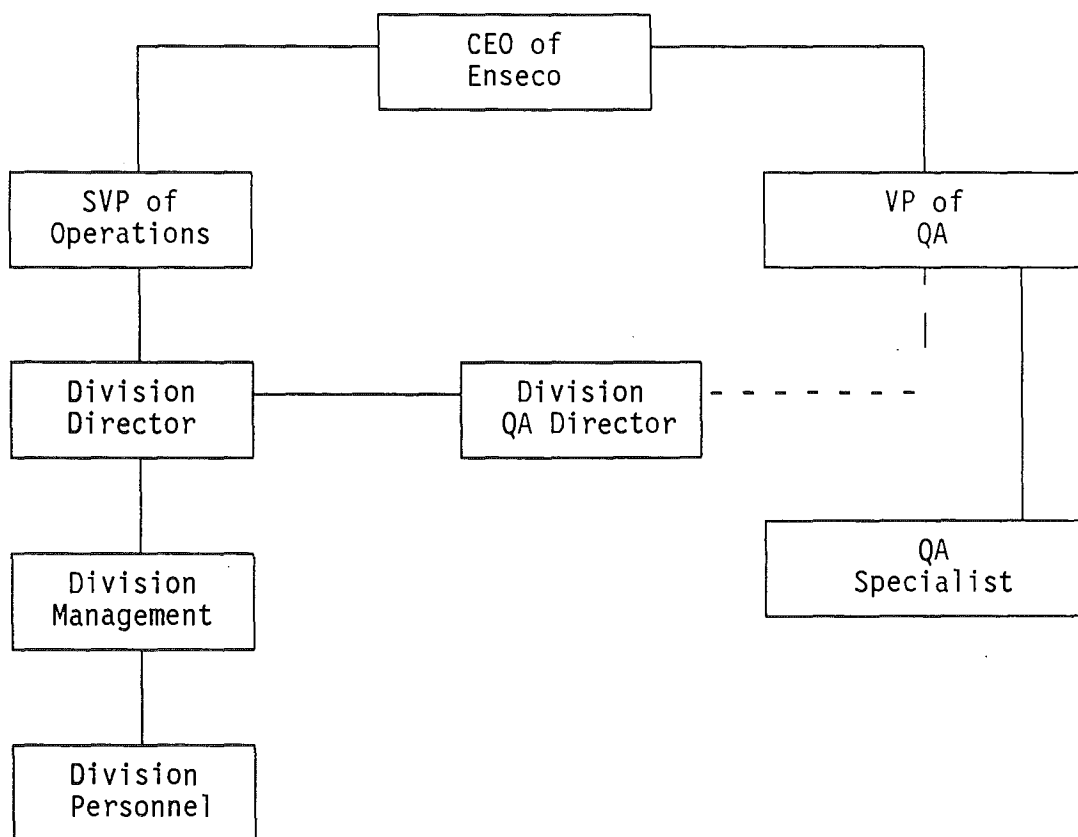 CEO of
Enseco
SVP of
Operations
VP of
QA
Division
Director
Division
QA Director
Division
Management
QA
Specialist
Division
Personnel